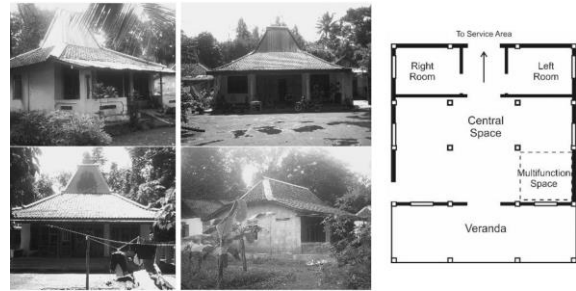 To Service Area
Right
Room
Left
Room
Central
Space
Multifunction
Space
Veranda